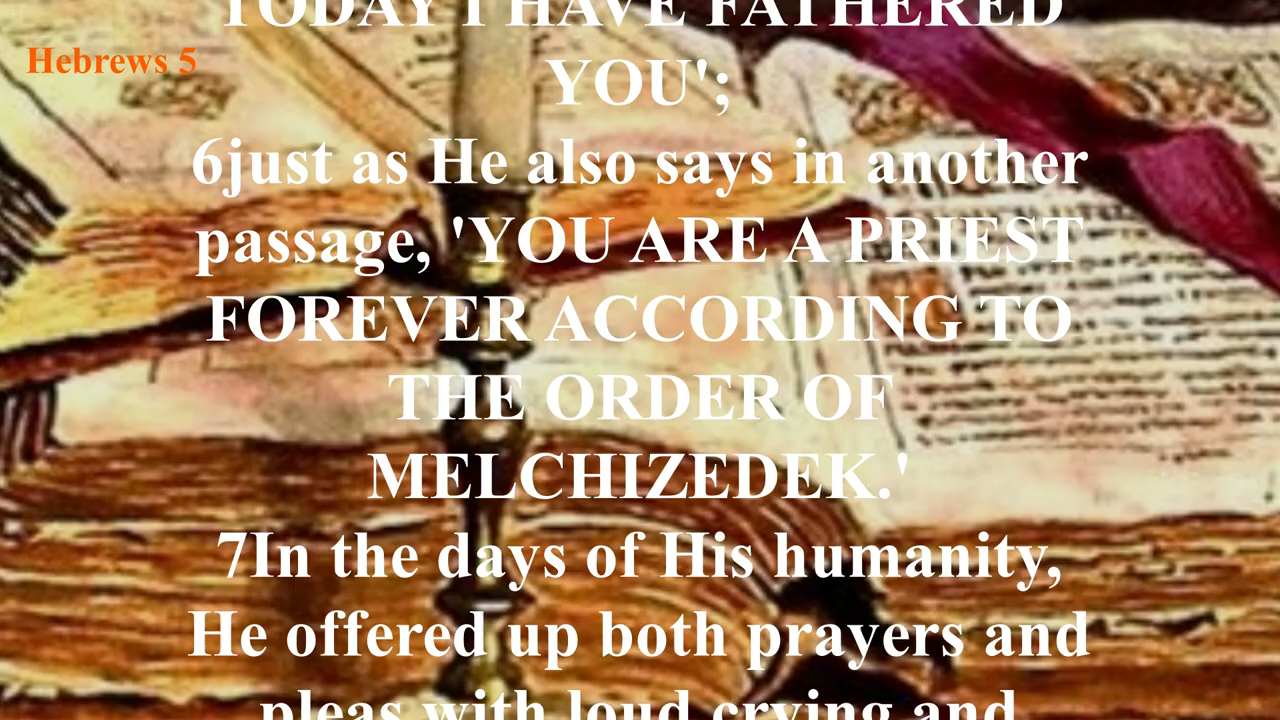 TODAY I HAVE FATHERED
Hebrews 5
YOU';
6just as He also says in another
passage, 'YOU ARE A PRIEST
FOREVER ACCORDING TO
THE ORDER OF
MELCHIZEDEK.'
7In the days of His humanity,
He offered up both prayers and
pleas with loud crying and